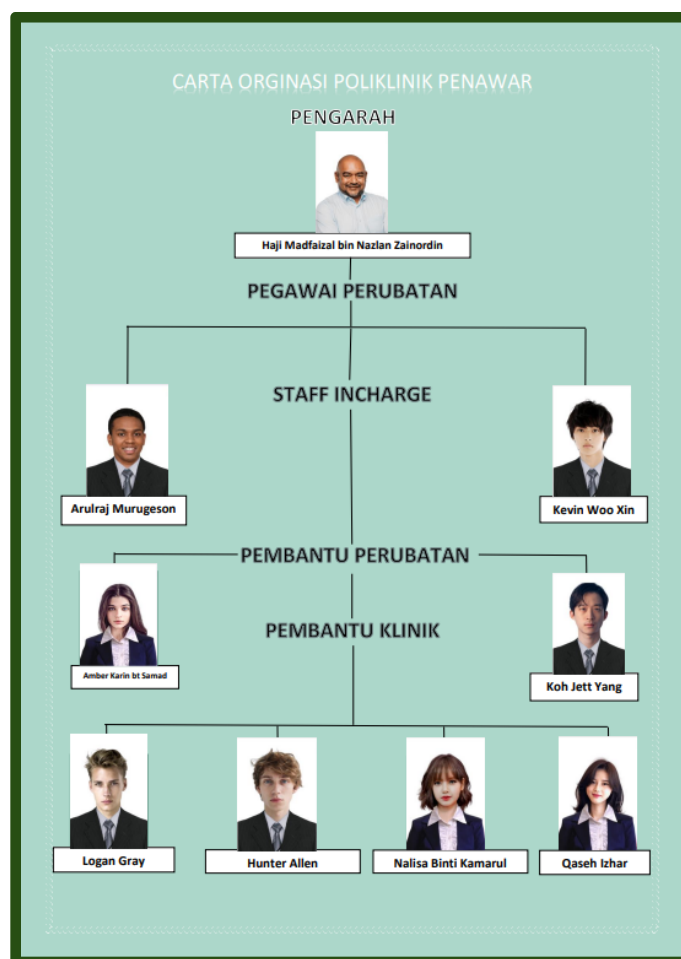 CARTA ORGINASI POLIKLINIK PENAWAR
PENGARAH
Haji Madfaizal bin Nazlan Zainordin
PEGAWAI PERUBATAN
STAFF INCHARGE
Arulraj Murugeson
Kevin Woo Xin
PEMBANTU PERUBATAN
Amber Karin bt Samad
PEMBANTU KLINIK
Koh Jett Yang
Logan Gray
Hunter Allen
Nalisa Binti Kamarul
Qaseh Izhar